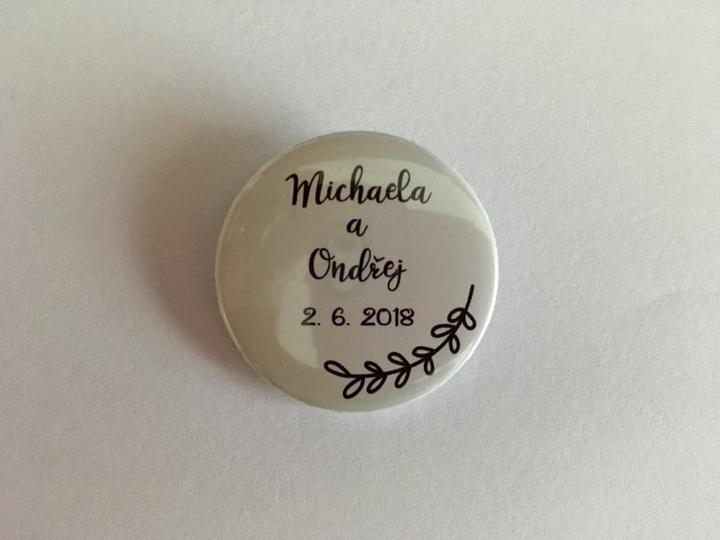 Michaela
a
Ondřej
2. 6. 2018